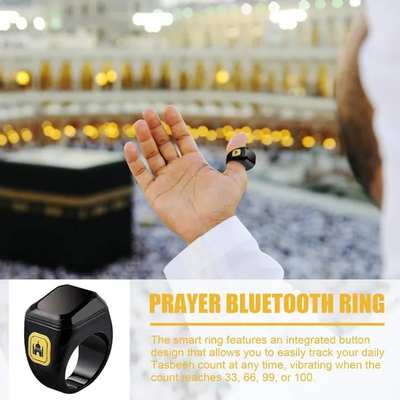 PRAYER BLUETOOTH RING
The smart ring features an integrated button
design that allows you to easily track your daily
Tasbeeh count at any time, vibrating when the
count reaches 33, 66, 99, or 100.